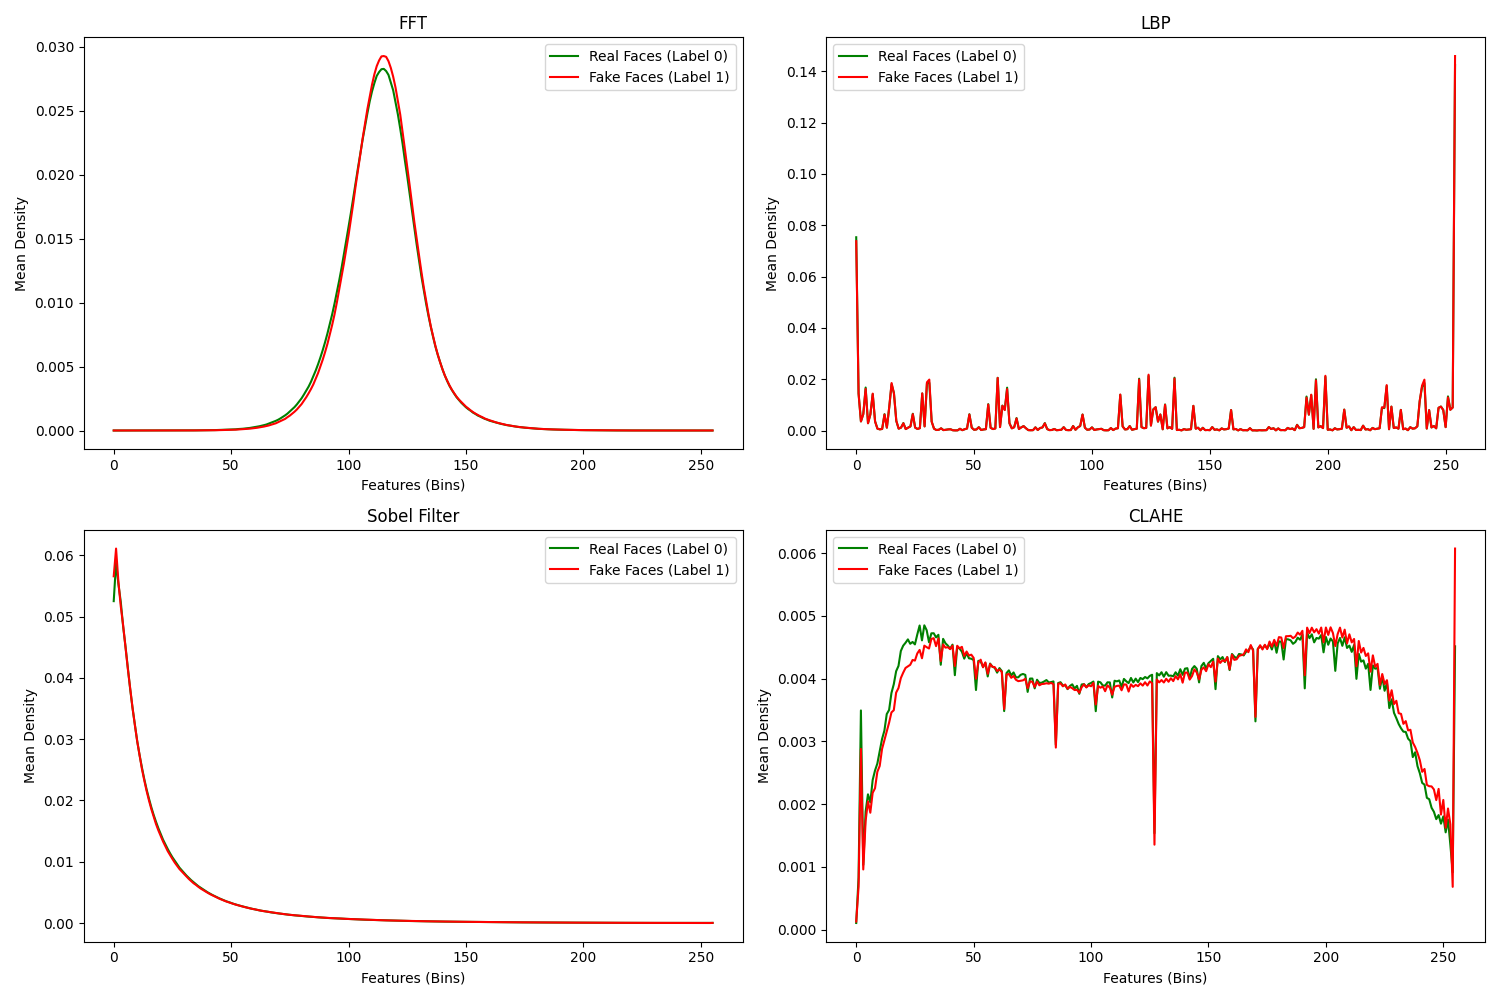 FFT
Real Faces (Label 0)
Fake Faces (Label 1)
Mean Density
0.030
0.025
0.020
0.015
0.010
0.005
0.000
0 50 100 150 200 250
Features (Bins)
LBP
Real Faces (Label 0)
Fake Faces (Label 1)
Mean Density
0.14
0.12
0.10
0.08
0.06
0.04
0.02
0.00
0 50 100 150 200 250
Features (Bins)
Sobel Filter
Real Faces (Label 0)
Fake Faces (Label 1)
Mean Density
0.06
0.05
0.04
0.03
0.02
0.01
0.00
0 50 100 150 200 250
Features (Bins)
CLAHE
Real Faces (Label 0)
Fake Faces (Label 1)
Mean Density
0.006
0.005
0.004
0.003
0.002
0.001
0.000
0 50 100 150 200 250
Features (Bins)